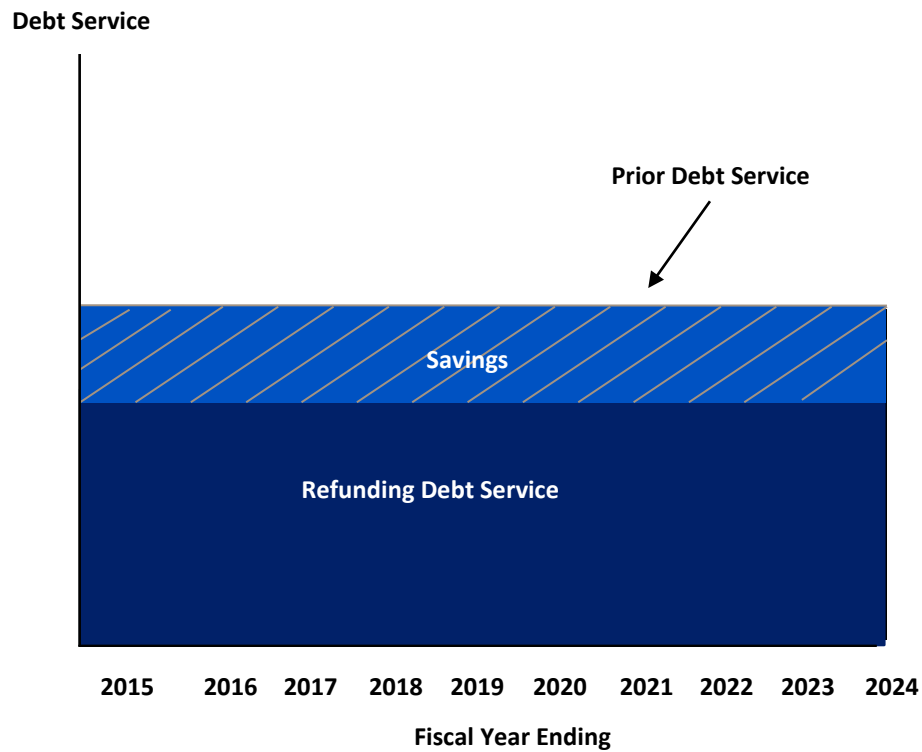 Debt Service
Prior Debt Service
Savings
Refunding Debt Service
2015 2016 2017 2018 2019 2020 2021 2022 2023 2024
Fiscal Year Ending